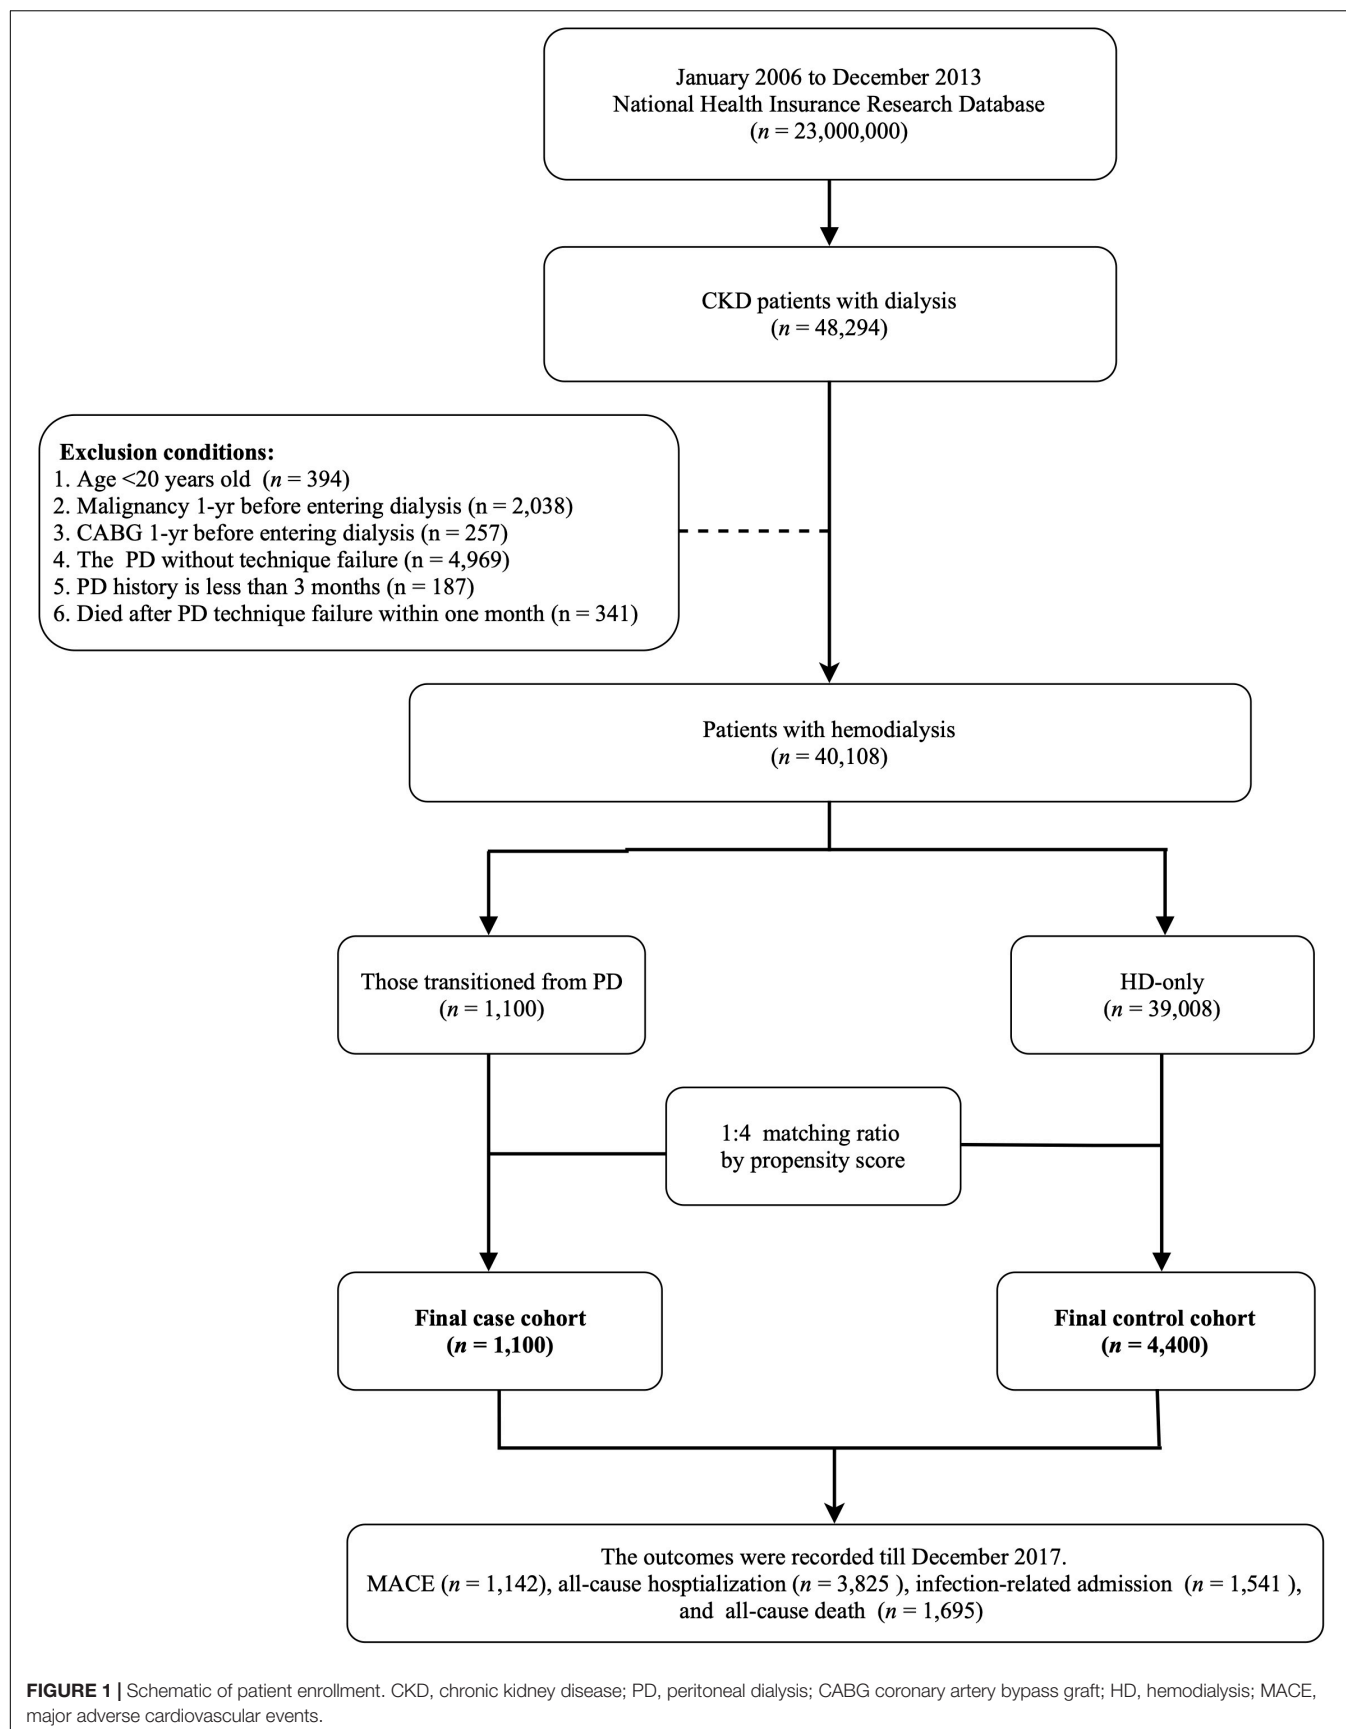 January 2006 to December 2013
National Health Insurance Research Database
(n = 23,000,000)
CKD patients with dialysis
(n = 48,294)
Exclusion conditions:
1. Age <20 years old (n = 394)
2. Malignancy 1-yr before entering dialysis (n = 2,038)
3. CABG 1-yr before entering dialysis (n = 257)
4. The PD without technique failure (n = 4,969)
5. PD history is less than 3 months (n = 187)
6. Died after PD technique failure within one month (n = 341)
Patients with hemodialysis
(n = 40,108)
Those transitioned from PD
(n = 1,100)
HD-only
(n = 39,008)
1:4 matching ratio
by propensity score
Final case cohort
(n = 1,100)
Final control cohort
(n = 4,400)
The outcomes were recorded till December 2017.
MACE (n = 1,142), all-cause hosptialization (n = 3,825 ), infection-related admission (n = 1,541 ),
and all-cause death (n = 1,695)
FIGURE 1 | Schematic of patient enrollment. CKD, chronic kidney disease; PD, peritoneal dialysis; CABG coronary artery bypass graft; HD, hemodialysis; MACE,
major adverse cardiovascular events.